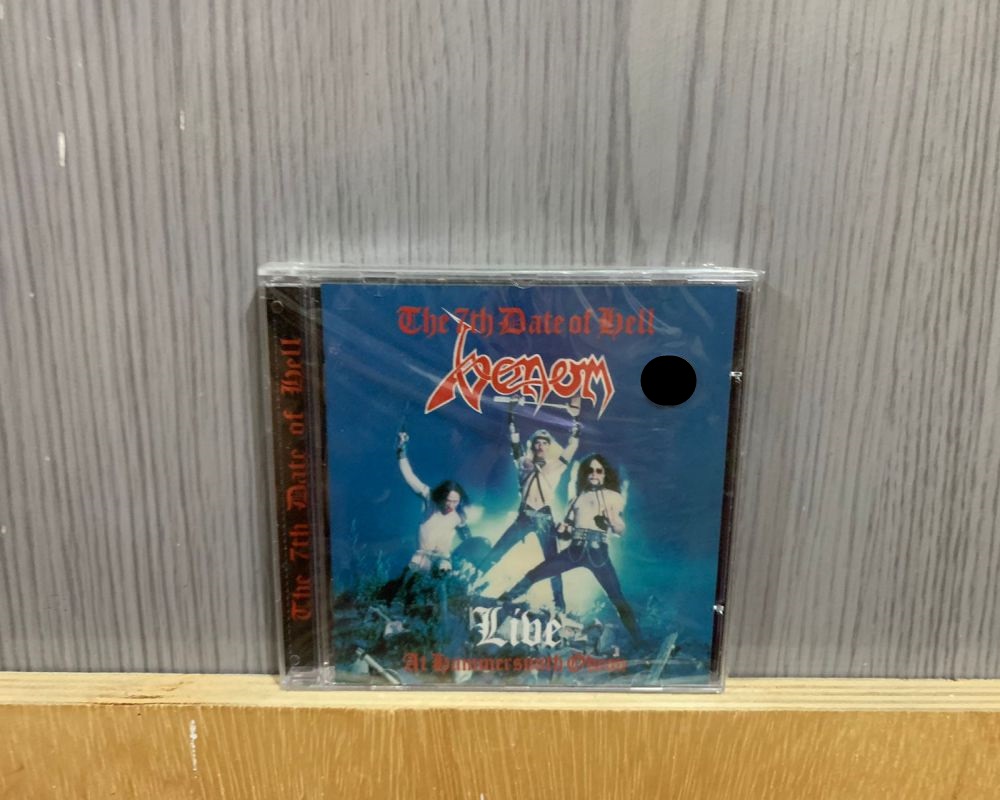 The 7th Date of Hell
The 7th Date of Hell
Venom
Live
At Hammersmith Odeon